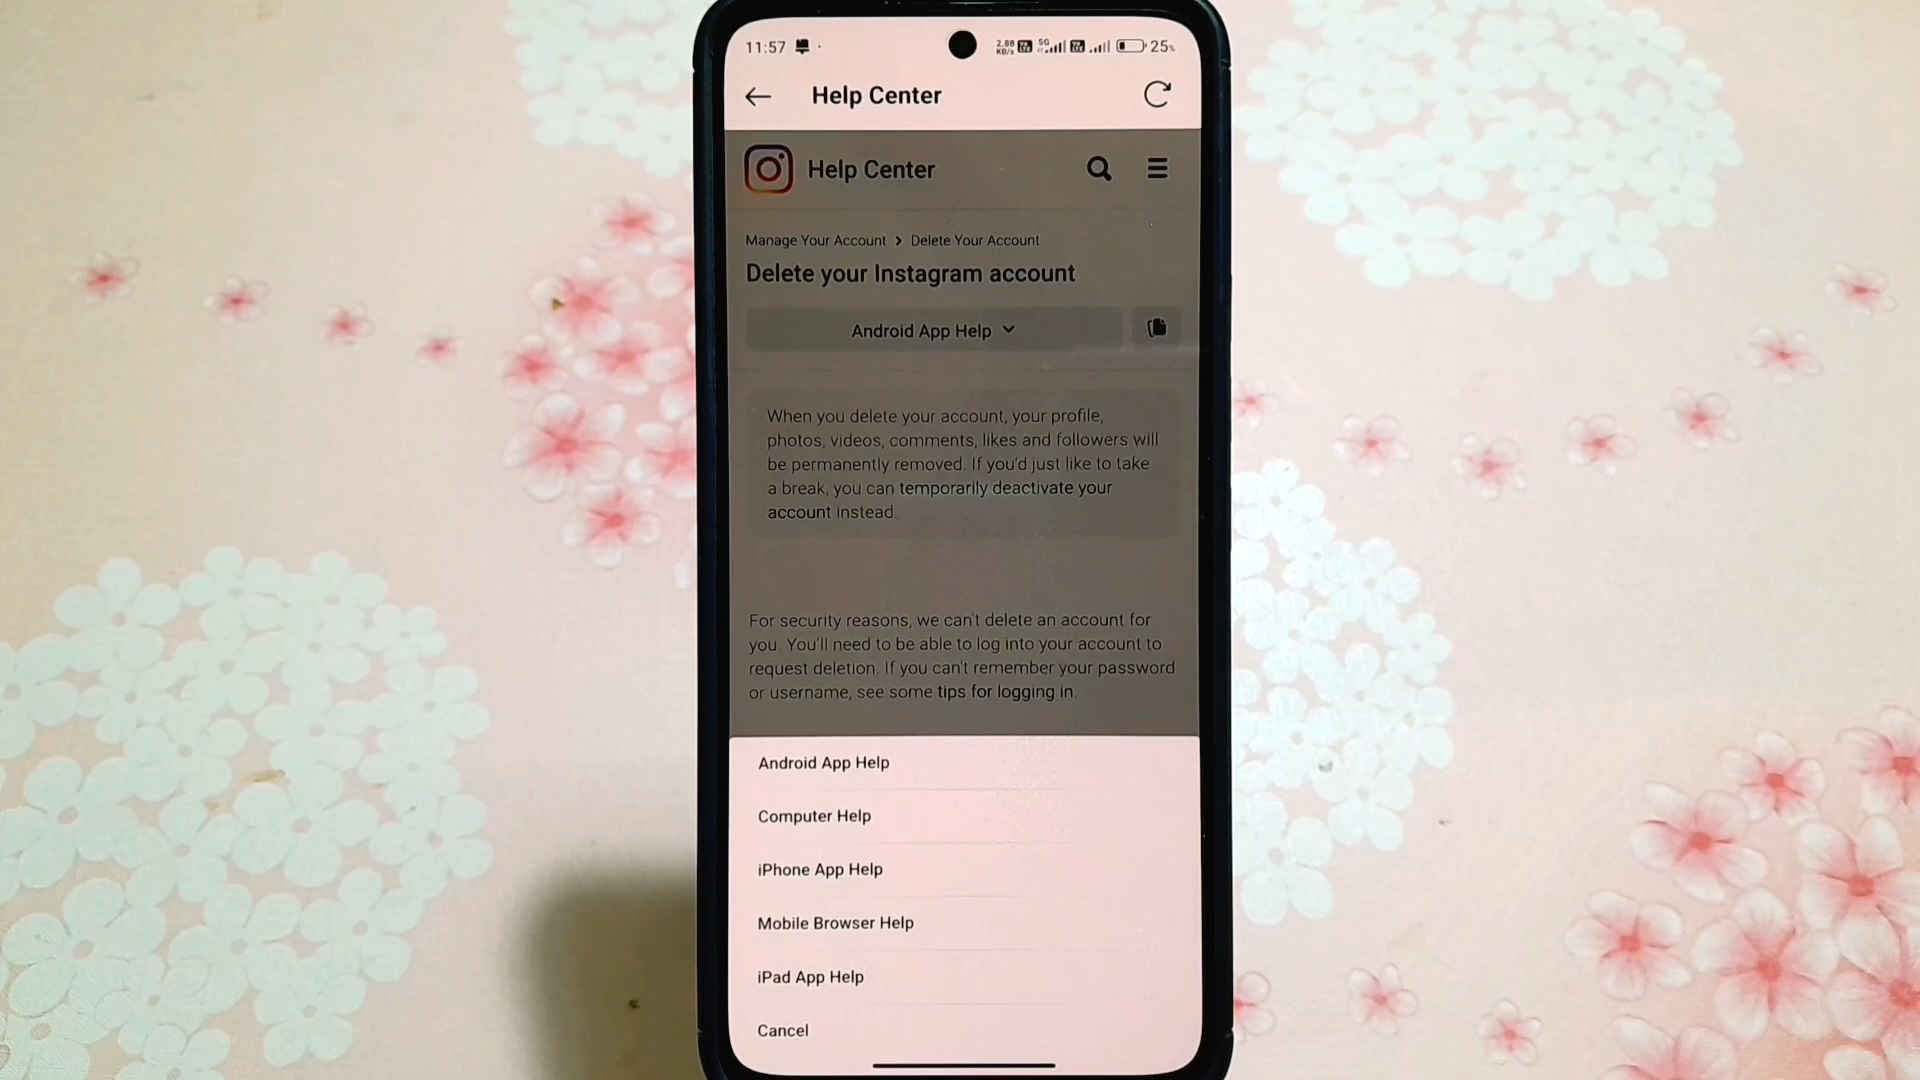 11:57
2.88 KB/s 5G 25%
Help Center
Help Center
Manage Your Account > Delete Your Account
Delete your Instagram account
Android App Help
When you delete your account, your profile,
photos, videos, comments, likes and followers will
be permanently removed. If you'd just like to take
a break, you can temporarily deactivate your
account instead.
For security reasons, we can't delete an account for
you. You'll need to be able to log into your account to
request deletion. If you can't remember your password
or username, see some tips for logging in.
Android App Help
Computer Help
iPhone App Help
Mobile Browser Help
iPad App Help
Cancel